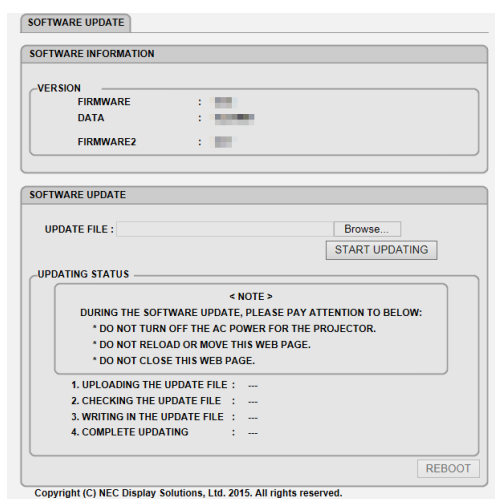 SOFTWARE UPDATE
SOFTWARE INFORMATION
VERSION
FIRMWARE :
DATA :
FIRMWARE2 :
SOFTWARE UPDATE
UPDATE FILE : Browse...
START UPDATING
UPDATING STATUS
< NOTE >
DURING THE SOFTWARE UPDATE, PLEASE PAY ATTENTION TO BELOW:
* DO NOT TURN OFF THE AC POWER FOR THE PROJECTOR.
* DO NOT RELOAD OR MOVE THIS WEB PAGE.
* DO NOT CLOSE THIS WEB PAGE.
1. UPLOADING THE UPDATE FILE : ---
2. CHECKING THE UPDATE FILE : ---
3. WRITING IN THE UPDATE FILE : ---
4. COMPLETE UPDATING : ---
REBOOT
Copyright (C) NEC Display Solutions, Ltd. 2015. All rights reserved.